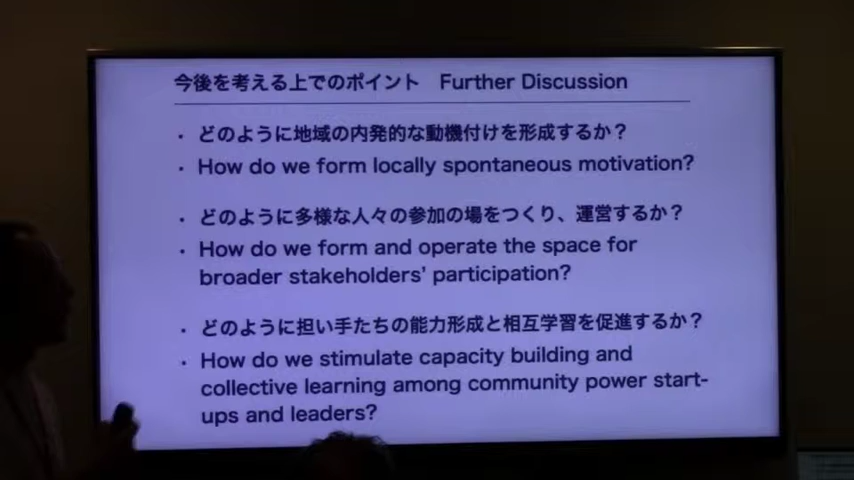 今後を考える上でのポイント Further Discussion
・ どのように地域の内発的な動機付けを形成するか？
・ How do we form locally spontaneous motivation?
・ どのように多様な人々の参加の場をつくり、運営するか？
・ How do we form and operate the space for
broader stakeholders' participation?
・ どのように担い手たちの能力形成と相互学習を促進するか？
・ How do we stimulate capacity building and
collective learning among community power start-
ups and leaders?